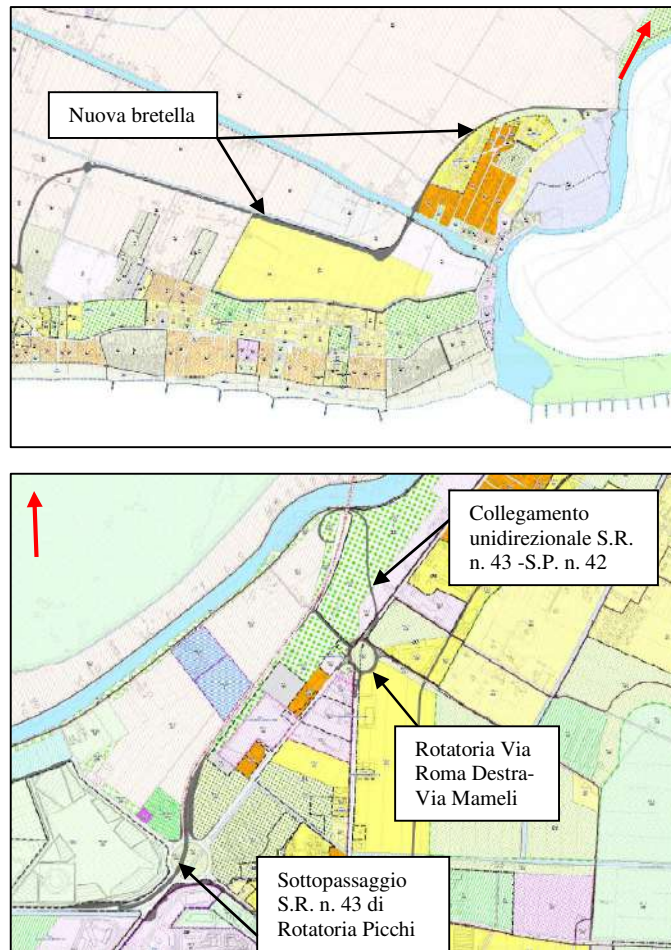 Nuova bretella
Collegamento
unidirezionale S.R.
n. 43 -S.P. n. 42
Rotatoria Via
Roma Destra-
Via Mameli
Sottopassaggio
S.R. n. 43 di
Rotatoria Picchi